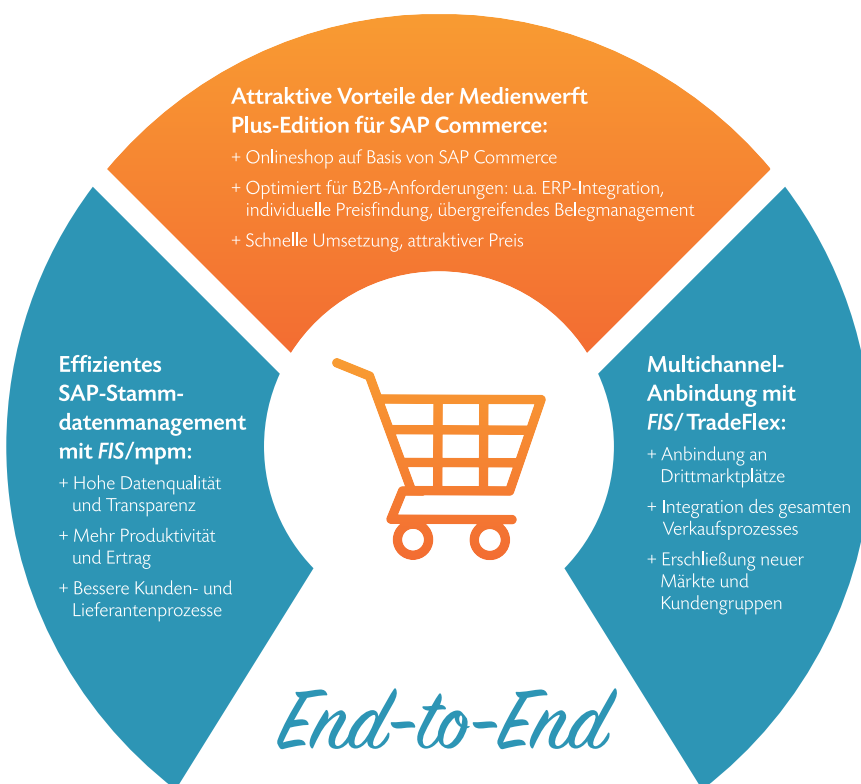 Attraktive Vorteile der Medienwerft
Plus-Edition für SAP Commerce:
+ Onlineshop auf Basis von SAP Commerce
+ Optimiert für B2B-Anforderungen: u.a. ERP-Integration,
individuelle Preisfindung, übergreifendes Belegmanagement
+ Schnelle Umsetzung, attraktiver Preis
Effizientes
SAP-Stamm-
datenmanagement
mit FIS/mpm:
+ Hohe Datenqualität
und Transparenz
+ Mehr Produktivität
und Ertrag
+ Bessere Kunden- und
Lieferantenprozesse
Multichannel-
Anbindung mit
FIS/TradeFlex:
+ Anbindung an
Drittmarktplätze
+ Integration des gesamten
Verkaufsprozesses
+ Erschließung neuer
Märkte und
Kundengruppen
End-to-End